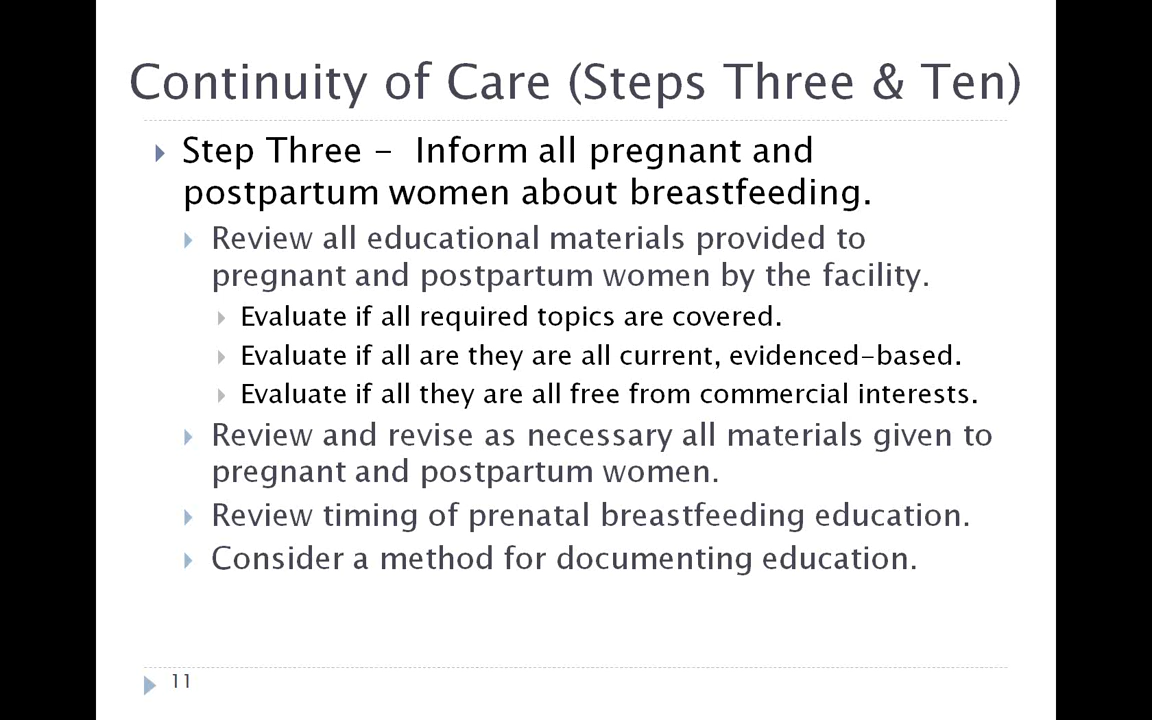 Continuity of Care (Steps Three & Ten)
Step Three – Inform all pregnant and
postpartum women about breastfeeding.
Review all educational materials provided to
pregnant and postpartum women by the facility.
Evaluate if all required topics are covered.
Evaluate if all are they are all current, evidenced-based.
Evaluate if all they are all free from commercial interests.
Review and revise as necessary all materials given to
pregnant and postpartum women.
Review timing of prenatal breastfeeding education.
Consider a method for documenting education.
11